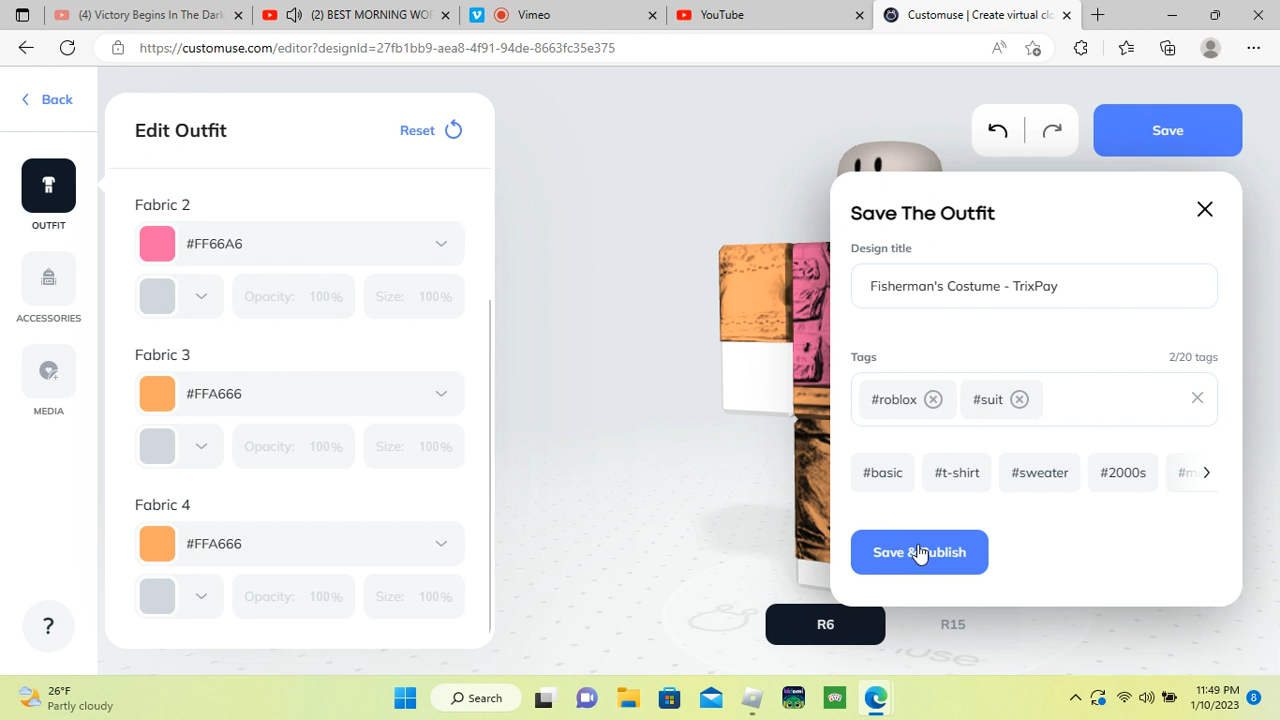 (4) Victory Begins In The Dark
(2) BEST MORNING WO
Vimeo
YouTube
Customuse | Create virtual clo
https://customuse.com/editor?designId=27fb1bb9-aea8-4f91-94de-8663fc35e375
Back
OUTFIT
ACCESSORIES
MEDIA
?
Edit Outfit
Reset
Fabric 2
#FF66A6
Opacity: 100%
Size: 100%
Fabric 3
#FFA666
Opacity: 100%
Size: 100%
Fabric 4
#FFA666
Opacity: 100%
Size: 100%
Save
Save The Outfit
Design title
Fisherman's Costume - TrixPay
Tags
2/20 tags
#roblox
#suit
#basic
#t-shirt
#sweater
#2000s
Save & Publish
R6
R15
26°F
Partly cloudy
Search
11:49 PM
1/10/2023
8